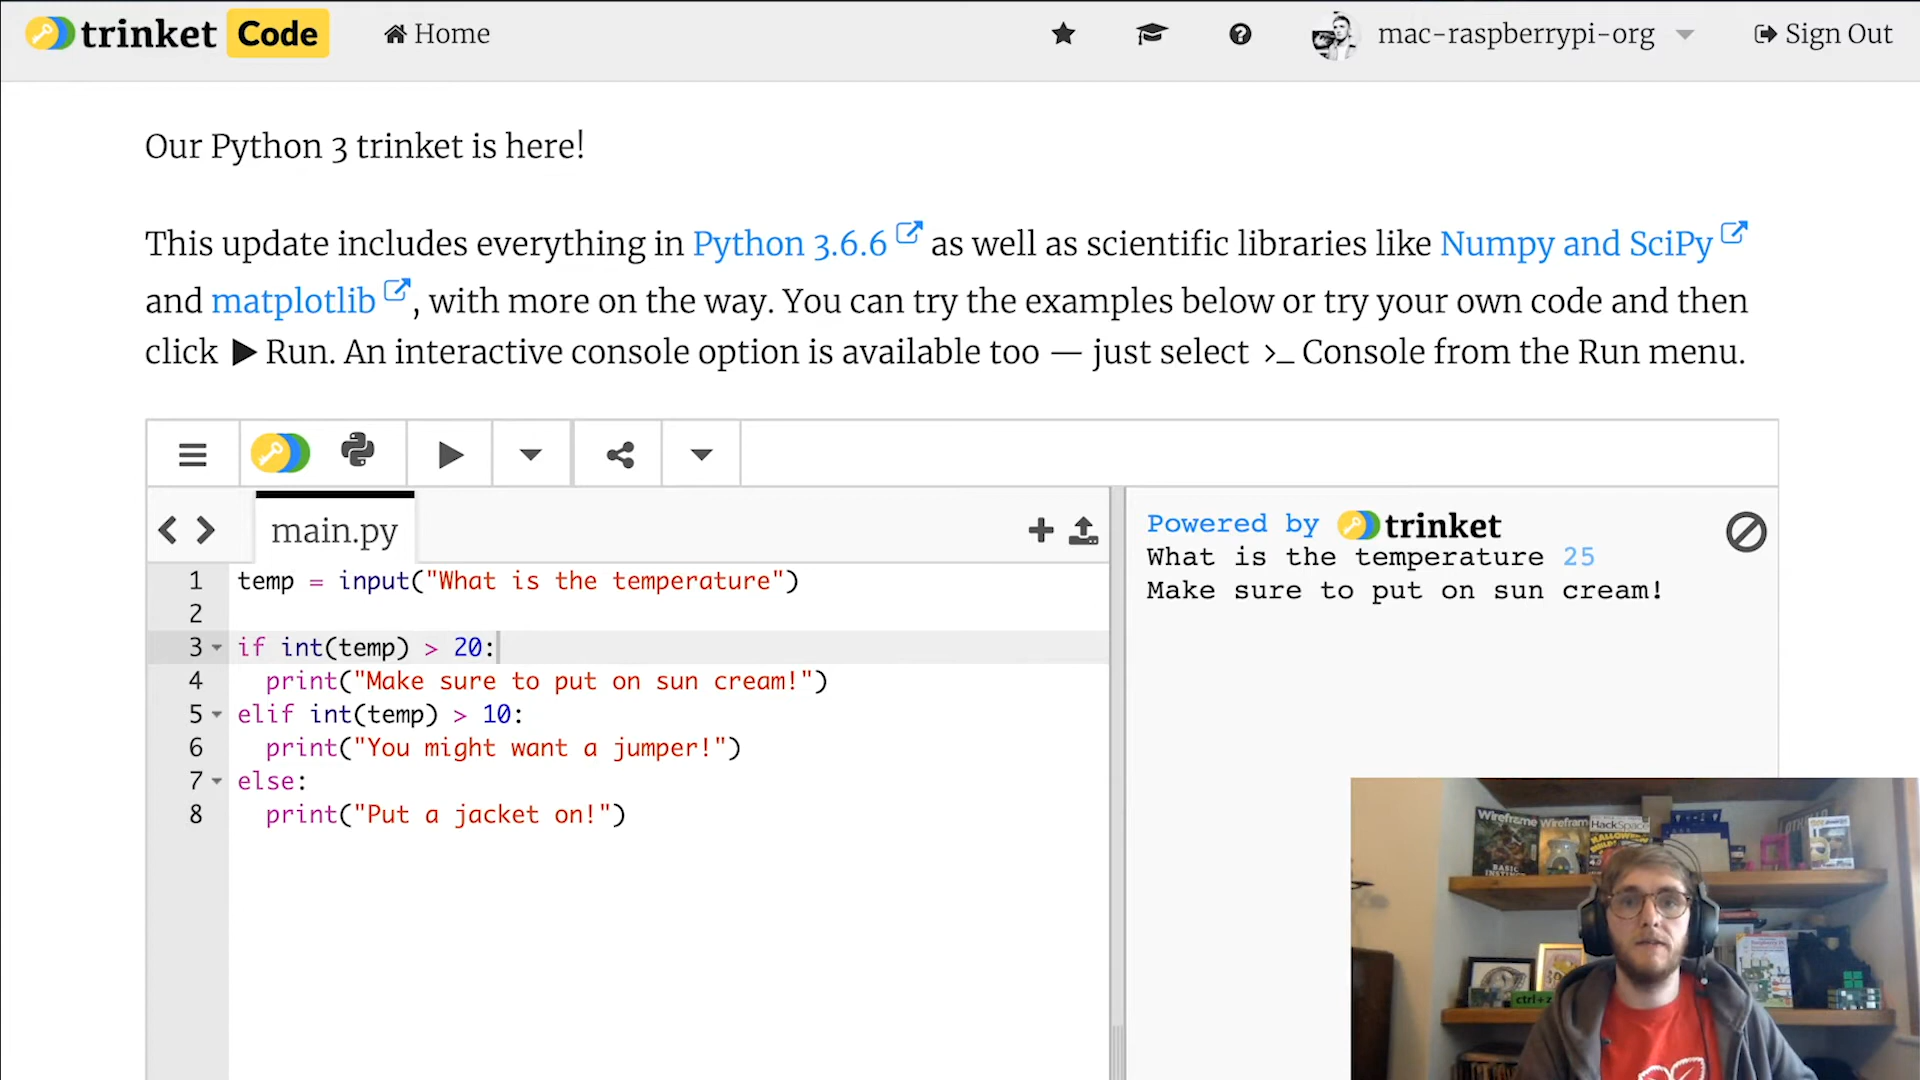 trinket Code Home mac-raspberrypi-org Sign Out
Our Python 3 trinket is here!
This update includes everything in Python 3.6.6 as well as scientific libraries like Numpy and SciPy
and matplotlib, with more on the way. You can try the examples below or try your own code and then
click Run. An interactive console option is available too — just select >_ Console from the Run menu.
main.py
1 temp = input("What is the temperature")
2
3 if int(temp) > 20:
4 print("Make sure to put on sun cream!")
5 elif int(temp) > 10:
6 print("You might want a jumper!")
7 else:
8 print("Put a jacket on!")
Powered by trinket
What is the temperature 25
Make sure to put on sun cream!
Wireframe
Wirefram
HackSpace
HALLOWEEN
BASIC
ctrl+z